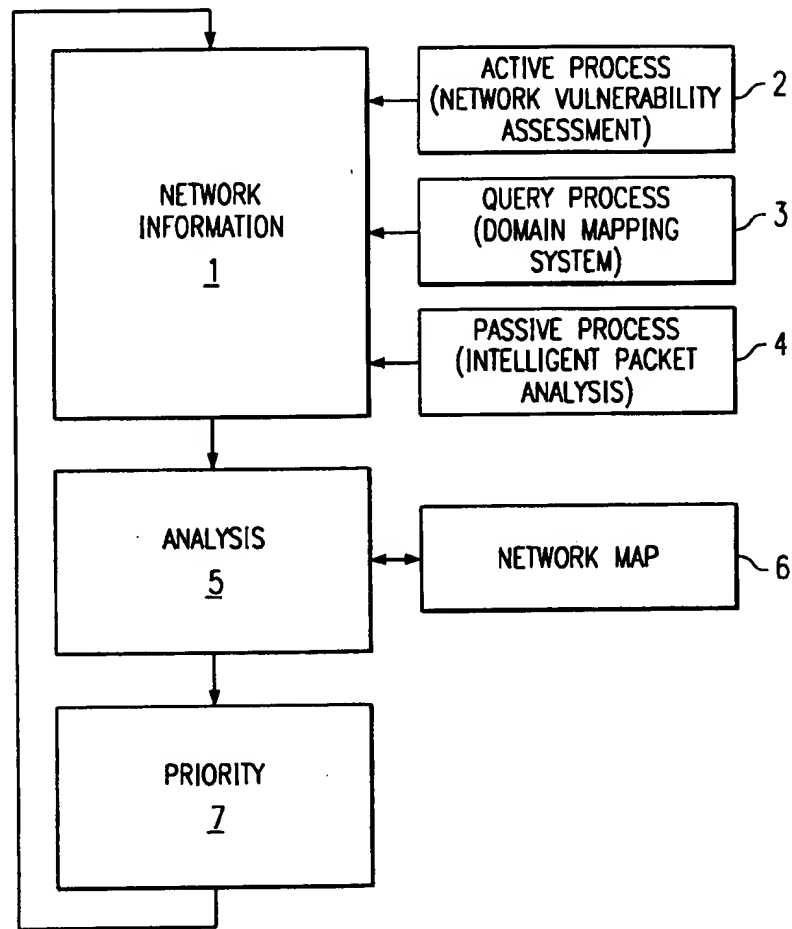 ACTIVE PROCESS
(NETWORK VULNERABILITY
ASSESSMENT)
2
NETWORK
INFORMATION
1
QUERY PROCESS
(DOMAIN MAPPING
SYSTEM)
3
PASSIVE PROCESS
(INTELLIGENT PACKET
ANALYSIS)
4
ANALYSIS
5
NETWORK MAP
6
PRIORITY
7